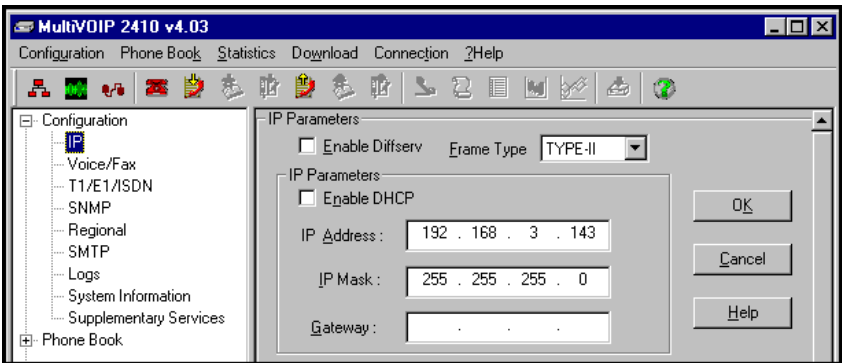 MultiVOIP 2410 v4.03
Configuration Phone Book Statistics Download Connection ?Help
Configuration
IP
Voice/Fax
T1/E1/ISDN
SNMP
Regional
SMTP
Logs
System Information
Supplementary Services
Phone Book
IP Parameters
Enable Diffserv Frame Type TYPE-II
IP Parameters
Enable DHCP
IP Address : 192 . 168 . 3 . 143
IP Mask : 255 . 255 . 255 . 0
Gateway : . . .
OK
Cancel
Help